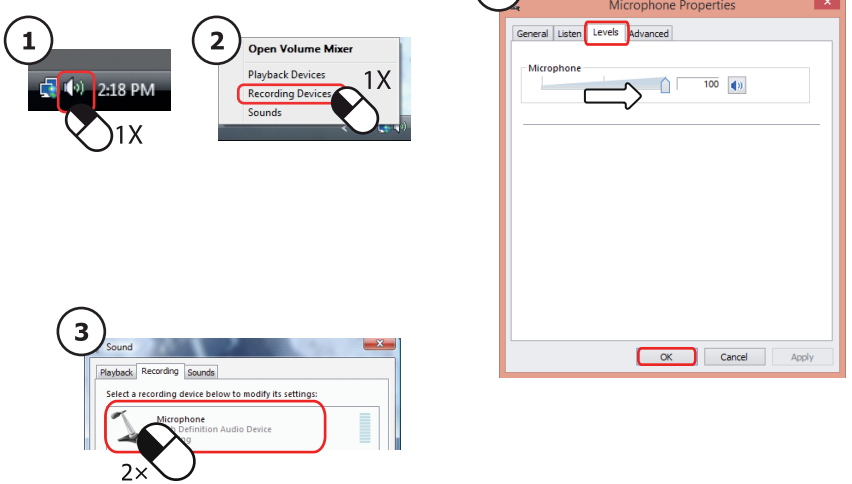 1
2:18 PM
1X
2
Open Volume Mixer
Playback Devices
Recording Devices
Sounds
1X
3
Sound
Playback Recording Sounds
Select a recording device below to modify its settings:
Microphone
Definition Audio Device
2×
Microphone Properties
General Listen Levels Advanced
Microphone
100
OK Cancel Apply